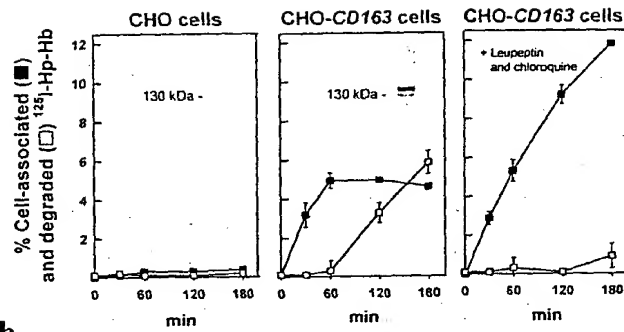 CHO cells
CHO-CD163 cells
CHO-CD163 cells
% Cell-associated (■)
and degraded (□) ¹²⁵I-Hp-Hb
12
10
8
6
4
2
130 kDa -
130 kDa -
+ Leupeptin
and chloroquine
0 60 120 180
0 60 120 180
0 60 120 180
min
min
min